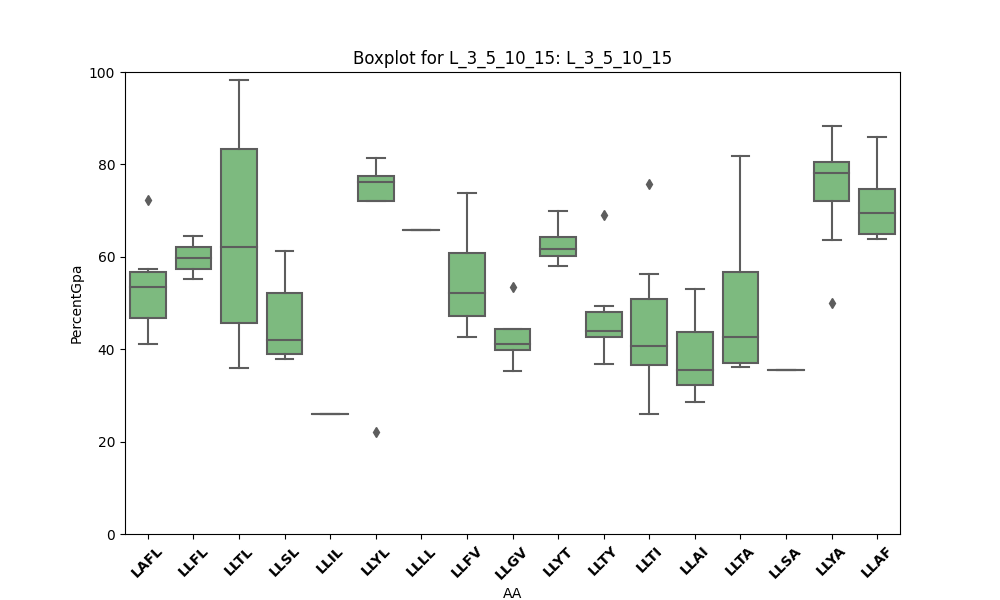 Boxplot for L_3_5_10_15: L_3_5_10_15
100
80
60
40
20
0
PercentGpa
LAFL LLFL LLTL LLSL LLIL LLYL LLLL LLFV LLGV LLYT LLTY LLTI LLAI LLTA LLSA LLYA LLAF
AA